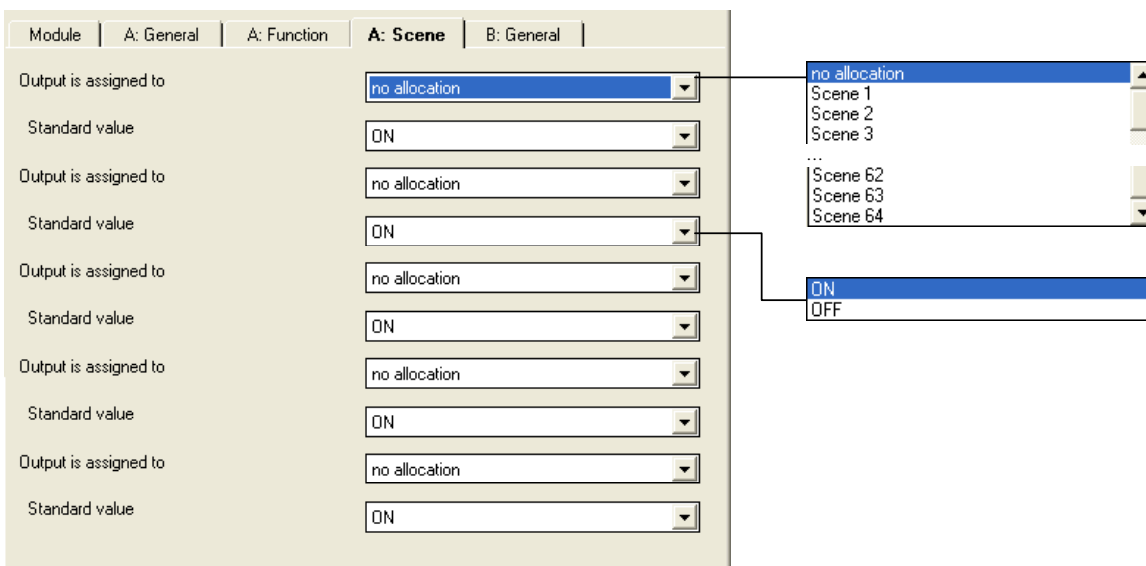 Module A: General A: Function A: Scene B: General
Output is assigned to no allocation
Standard value ON
Output is assigned to no allocation
Standard value ON
Output is assigned to no allocation
Standard value ON
Output is assigned to no allocation
Standard value ON
Output is assigned to no allocation
Standard value ON
no allocation
Scene 1
Scene 2
Scene 3
...
Scene 62
Scene 63
Scene 64
ON
OFF